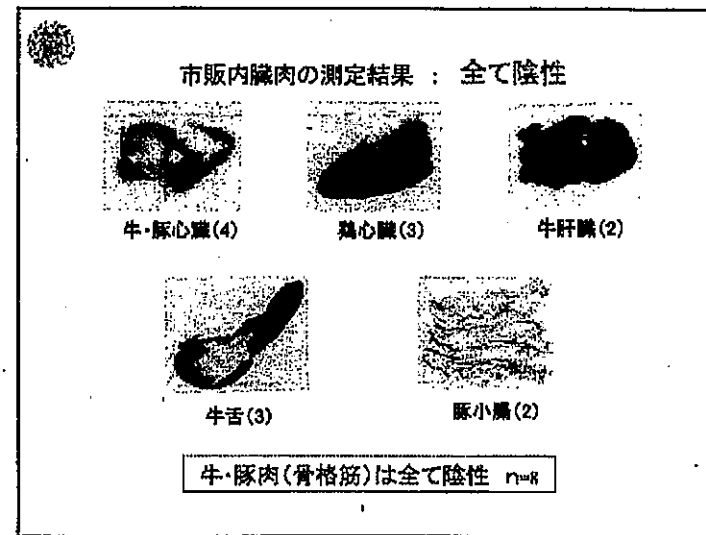 市販内臓肉の測定結果 : 全て陰性
牛・豚心臓(4)
鶏心臓(3)
牛肝臓(2)
牛舌(3)
豚小腸(2)
牛・豚肉(骨格筋)は全て陰性 n=8